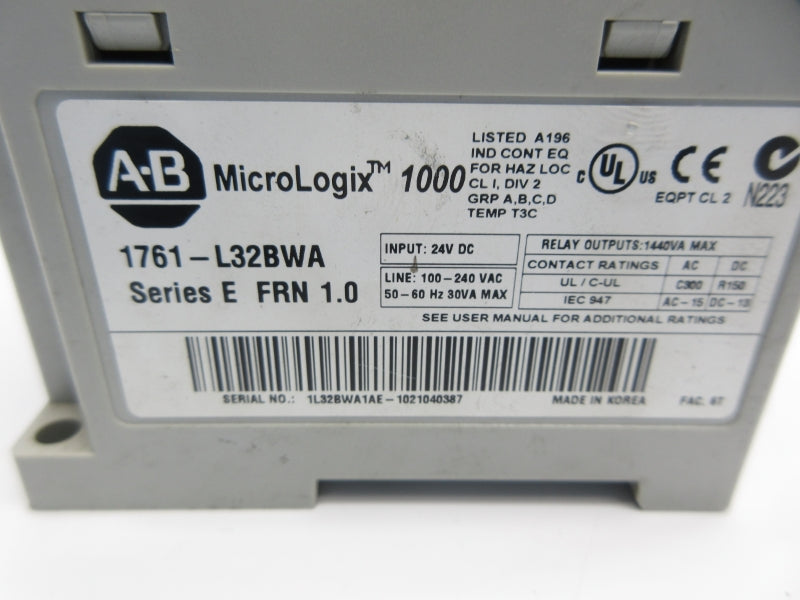 A-B
MicroLogix™ 1000
LISTED A196
IND CONT EQ
FOR HAZ LOC
CL I, DIV 2
GRP A,B,C,D
TEMP T3C
C UL US
CE
EQPT CL 2
N223
1761-L32BWA
Series E FRN 1.0
INPUT: 24V DC
LINE: 100-240 VAC
50-60 Hz 30VA MAX
RELAY OUTPUTS:1440VA MAX
CONTACT RATINGS AC DC
UL / C-UL C300 R150
IEC 947 AC-15 DC-13
SEE USER MANUAL FOR ADDITIONAL RATINGS
SERIAL NO.: 1L32BWA1AE-1021040387
MADE IN KOREA
FAC. 6T